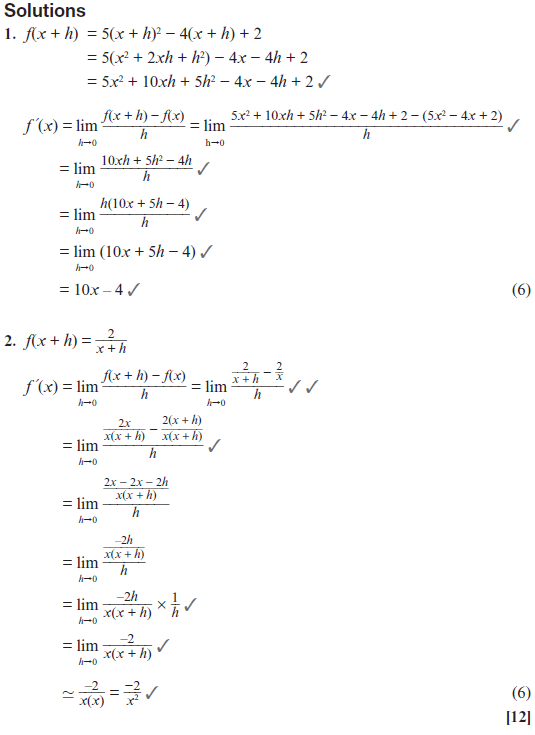 Solutions
1. f(x + h) = 5(x + h)² − 4(x + h) + 2
= 5(x² + 2xh + h²) − 4x − 4h + 2
= 5x² + 10xh + 5h² − 4x − 4h + 2 ✓
f′(x) = lim h→0 (f(x + h) − f(x))/h = lim h→0 (5x² + 10xh + 5h² − 4x − 4h + 2 − (5x² − 4x + 2))/h ✓
= lim h→0 (10xh + 5h² − 4h)/h ✓
= lim h→0 h(10x + 5h − 4)/h ✓
= lim h→0 (10x + 5h − 4) ✓
= 10x − 4 ✓ (6)
2. f(x + h) = 2/(x + h)
f′(x) = lim h→0 (f(x + h) − f(x))/h = lim h→0 (2/(x + h) − 2/x)/h ✓ ✓
= lim h→0 (2x/(x(x + h)) − 2(x + h)/(x(x + h)))/h ✓
= lim h→0 ((2x − 2x − 2h)/(x(x + h)))/h
= lim h→0 (−2h/(x(x + h)))/h
= lim h→0 −2h/(x(x + h)) × 1/h ✓
= lim h→0 −2/(x(x + h)) ✓
≃ −2/(x(x)) = −2/x² ✓ (6)
[12]